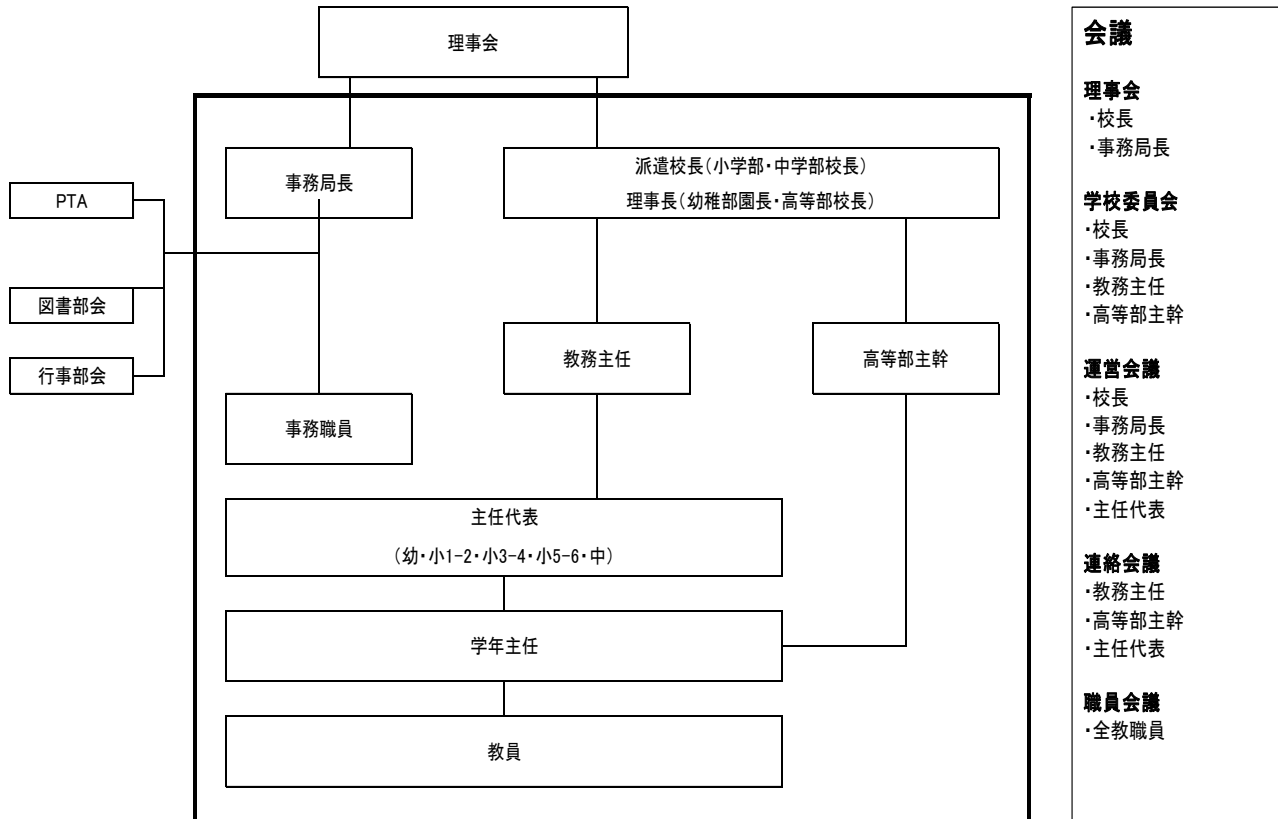 理事会
事務局長
派遣校長(小学部・中学部校長)
理事長(幼稚部園長・高等部校長)
PTA
図書部会
行事部会
教務主任
高等部主幹
事務職員
主任代表
(幼・小1-2・小3-4・小5-6・中)
学年主任
教員
会議
理事会
・校長
・事務局長
学校委員会
・校長
・事務局長
・教務主任
・高等部主幹
運営会議
・校長
・事務局長
・教務主任
・高等部主幹
・主任代表
連絡会議
・教務主任
・高等部主幹
・主任代表
職員会議
・全教職員